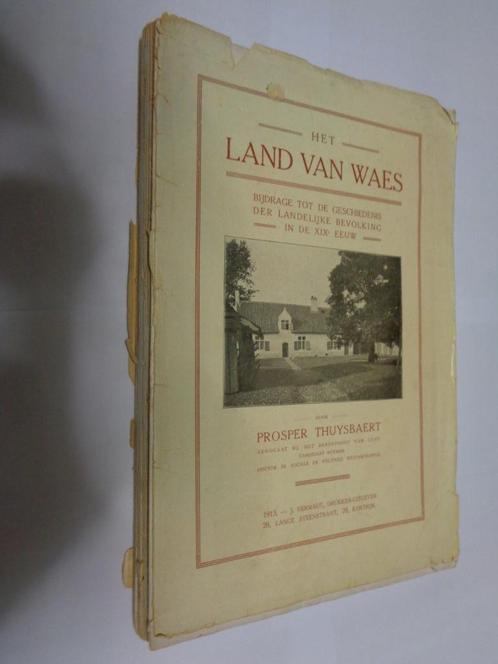 HET
LAND VAN WAES
BIJDRAGE TOT DE GESCHIEDENIS
DER LANDELIJKE BEVOLKING
IN DE XIXe EEUW
DOOR
PROSPER THUYSBAERT
ADVOCAAT BIJ HET BEROEPSHOF VAN GENT
CANDIDAAT NOTARIS
DOCTOR IN SOCIALE EN POLITIEKE WETENSCHAPPEN
1913. — J. VERMAUT, DRUKKER-UITGEVER
28, LANGE STEENSTRAAT, 28, KORTRIJK